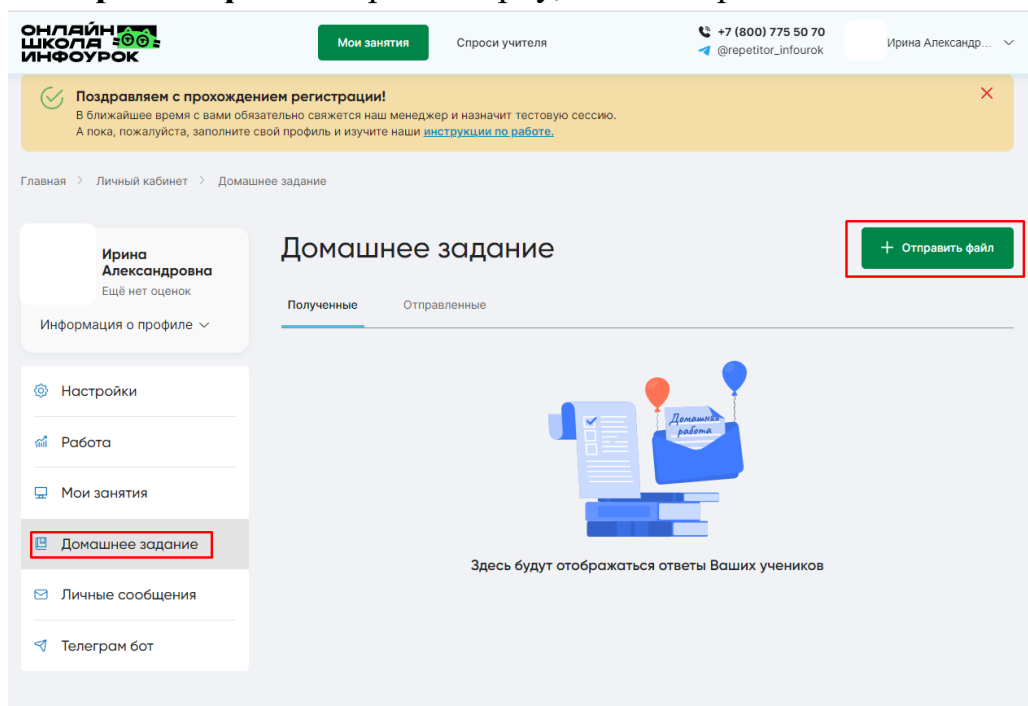 ОНЛАЙН
ШКОЛА
ИНФОУРОК
Мои занятия
Спроси учителя
+7 (800) 775 50 70
@repetitor_infourok
Ирина Александр...
Поздравляем с прохождением регистрации!
В ближайшее время с вами обязательно свяжется наш менеджер и назначит тестовую сессию.
А пока, пожалуйста, заполните свой профиль и изучите наши инструкции по работе.
Главная > Личный кабинет > Домашнее задание
Ирина
Александровна
Ещё нет оценок
Информация о профиле
Настройки
Работа
Мои занятия
Домашнее задание
Личные сообщения
Телеграм бот
Домашнее задание
+ Отправить файл
Полученные
Отправленные
Домашняя
работа
Здесь будут отображаться ответы Ваших учеников